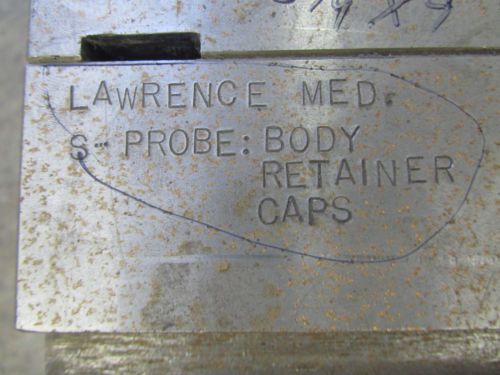 LAWRENCE MED.
S- PROBE: BODY
RETAINER
CAPS